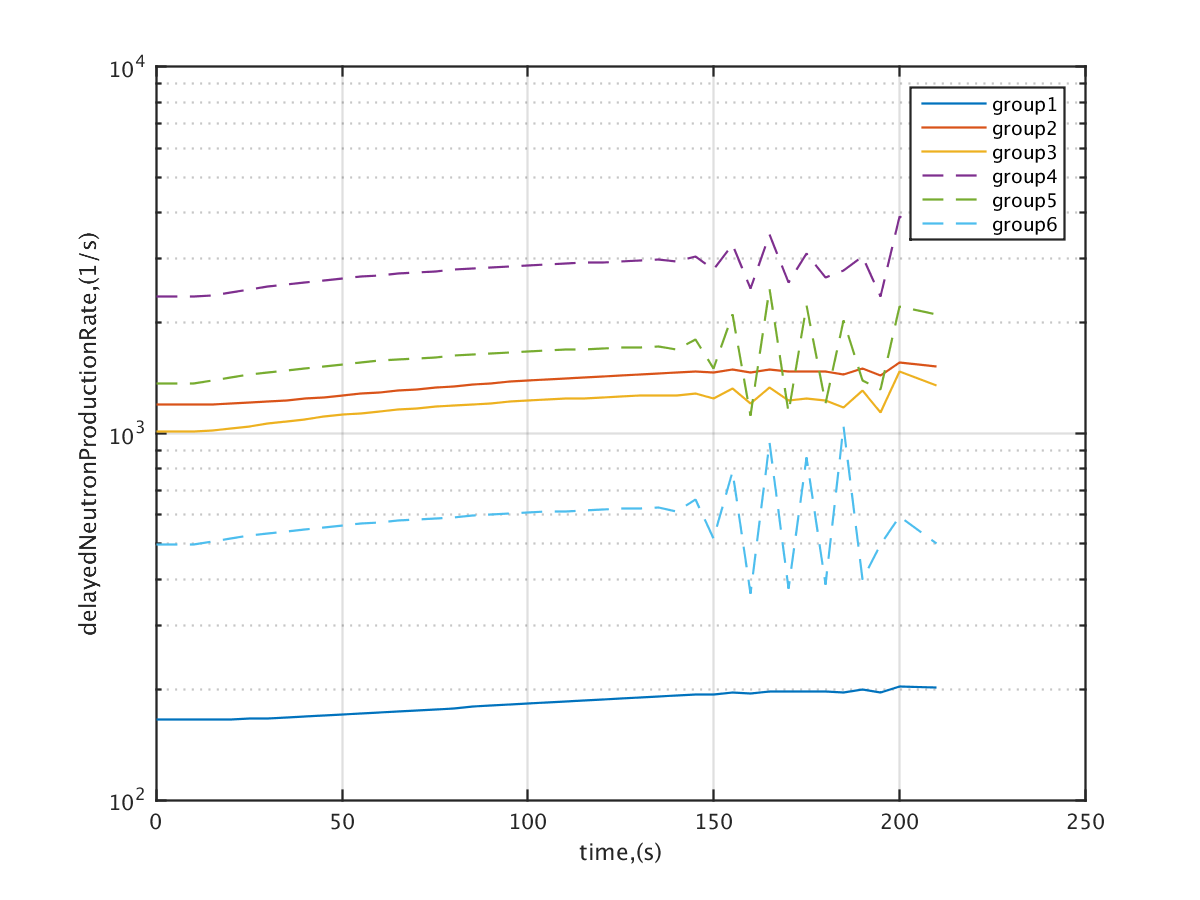 delayedNeutronProductionRate,(1/s)
10^4
10^3
10^2
0 50 100 150 200 250
time,(s)
group1
group2
group3
group4
group5
group6